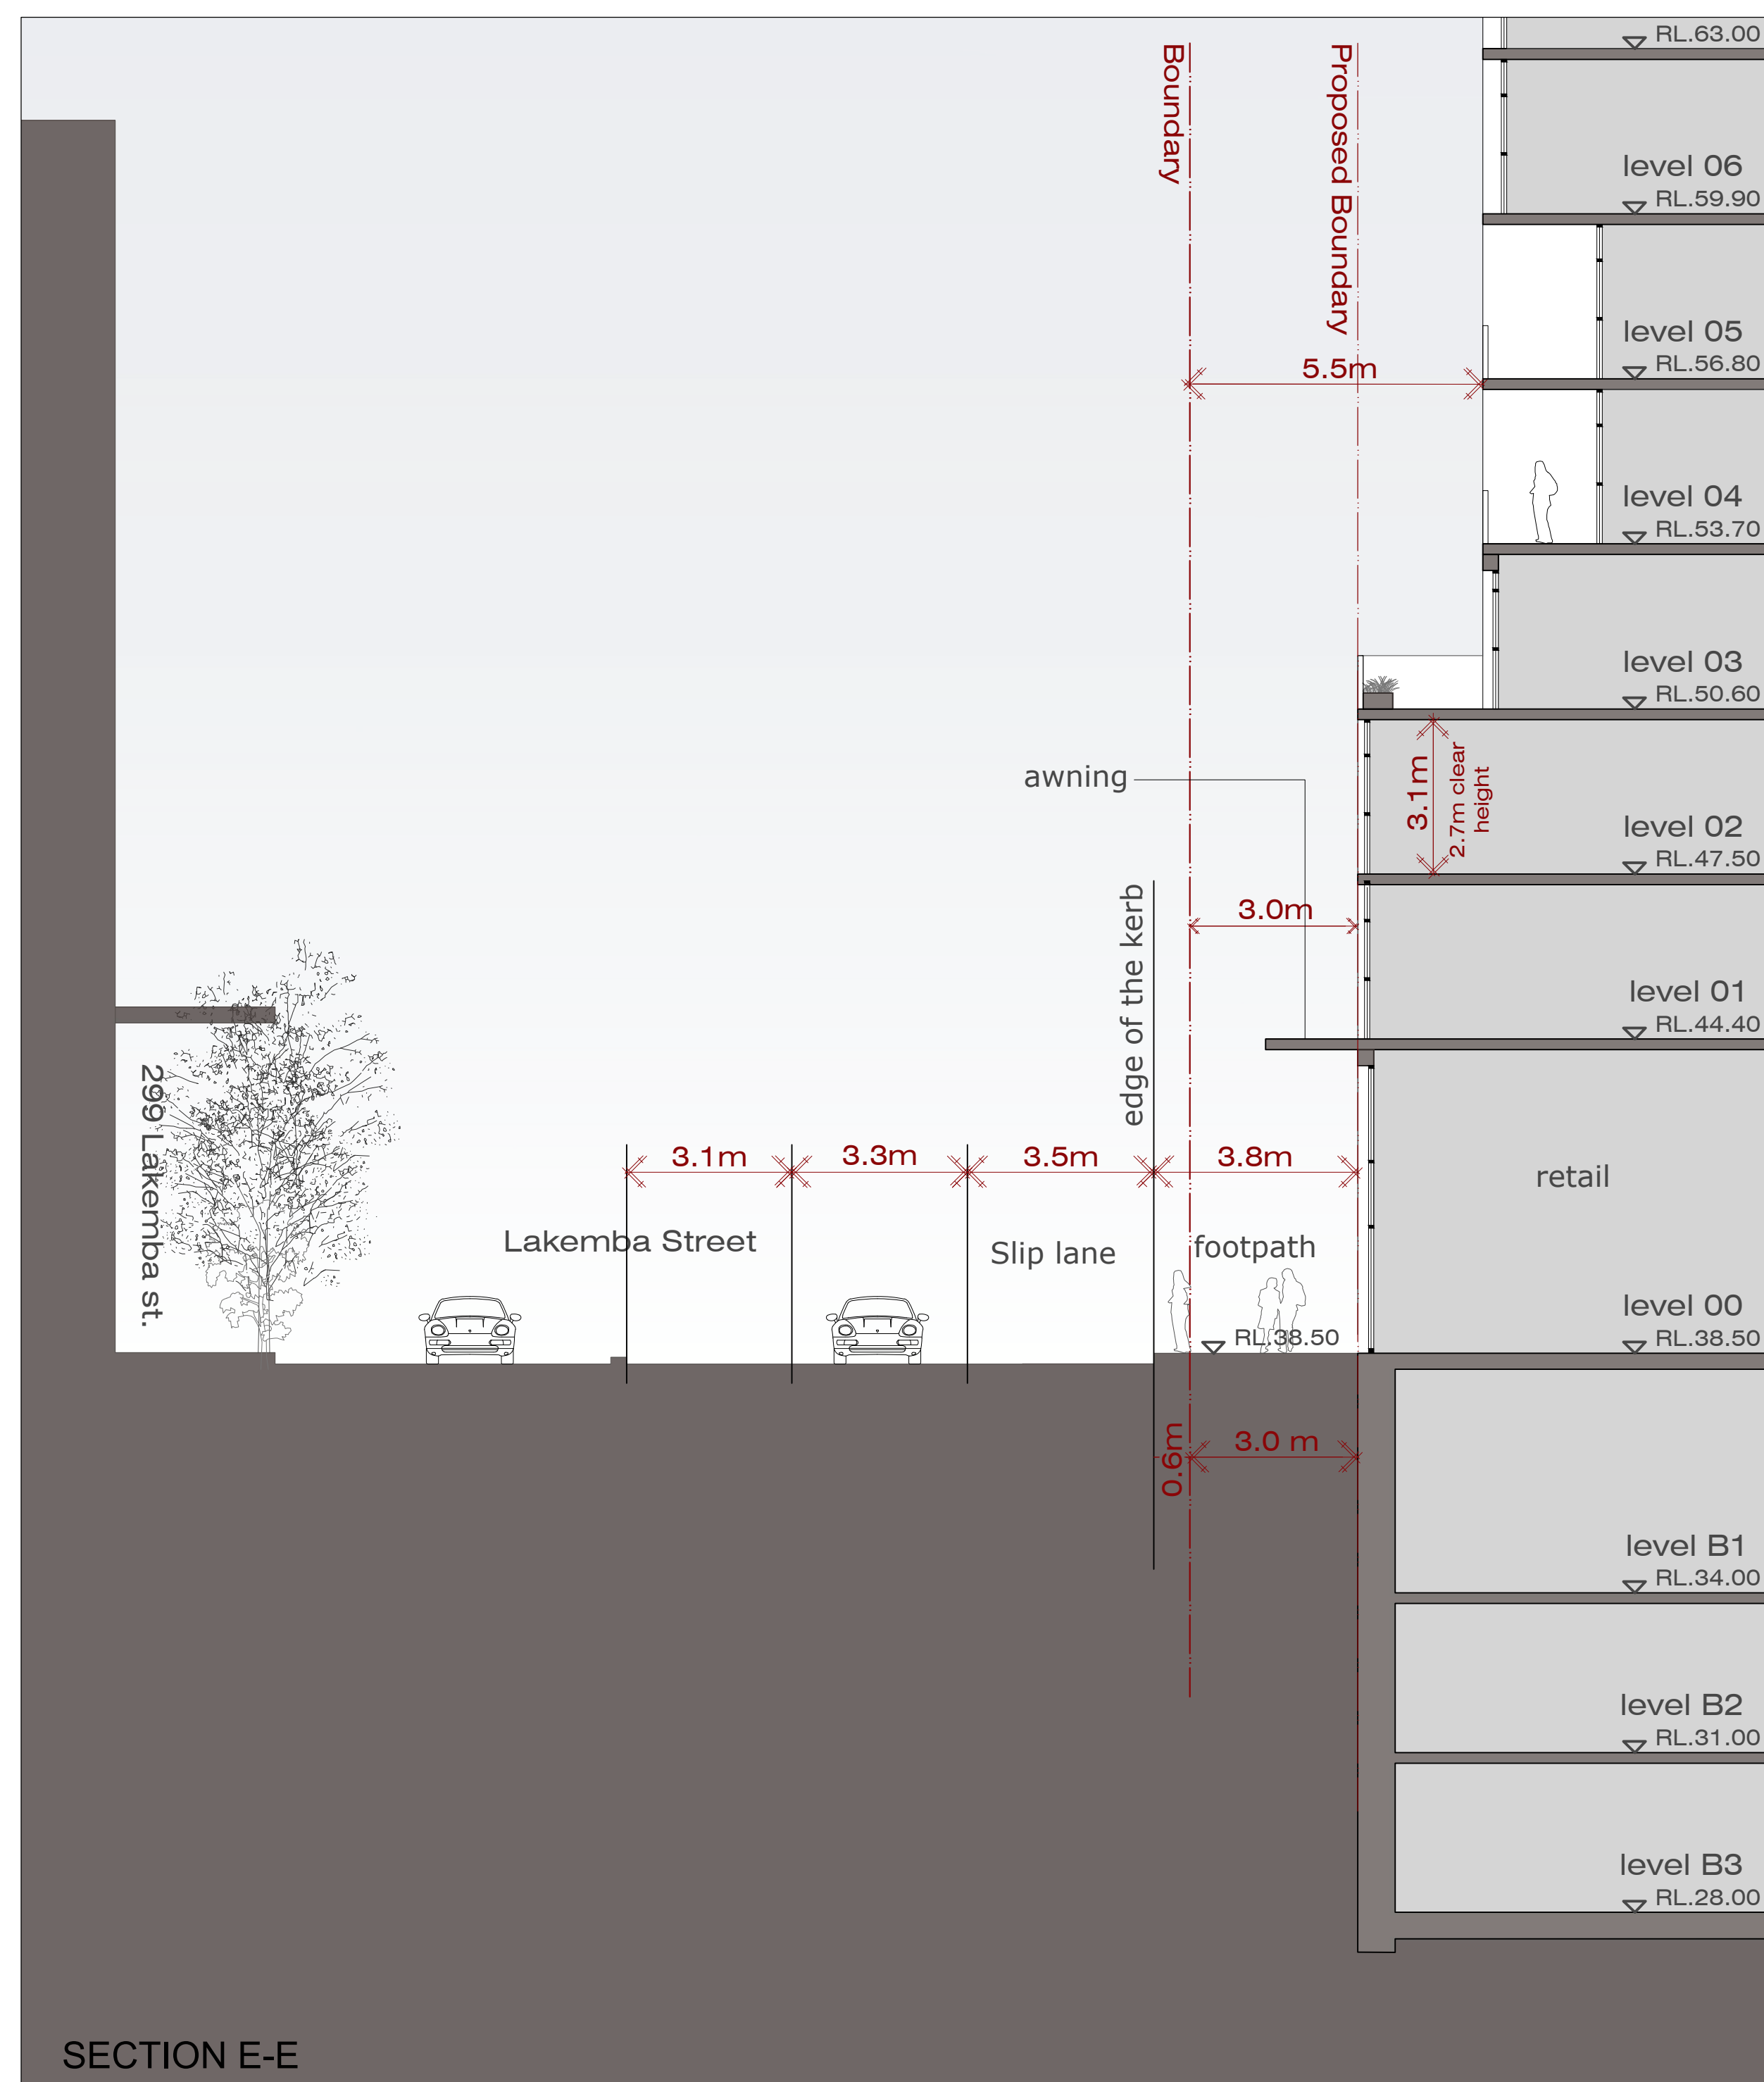 RL.63.00
Boundary
Proposed Boundary
level 06
RL.59.90
level 05
RL.56.80
5.5m
level 04
RL.53.70
level 03
RL.50.60
awning
3.1m
2.7m clear
height
level 02
RL.47.50
edge of the kerb
3.0m
level 01
RL.44.40
299 Lakemba st.
3.1m
3.3m
3.5m
3.8m
retail
Lakemba Street
Slip lane
footpath
level 00
RL.38.50
RL.38.50
0.6m
3.0 m
level B1
RL.34.00
level B2
RL.31.00
level B3
RL.28.00
SECTION E-E